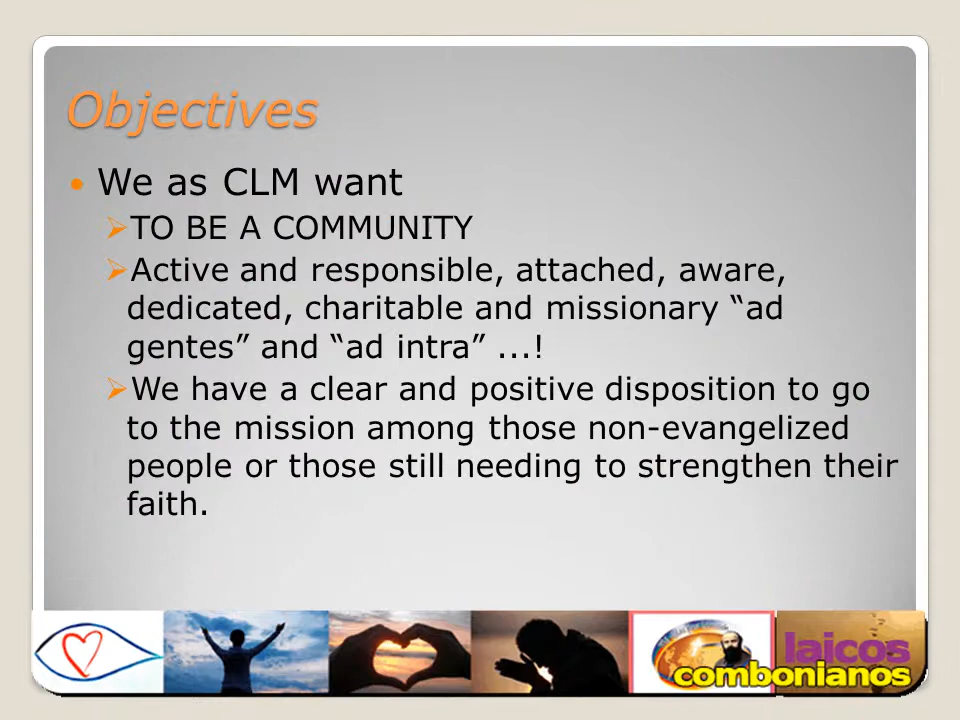 Objectives
We as CLM want
TO BE A COMMUNITY
Active and responsible, attached, aware,
dedicated, charitable and missionary “ad
gentes” and “ad intra” ...!
We have a clear and positive disposition to go
to the mission among those non-evangelized
people or those still needing to strengthen their
faith.
laicos
combonianos